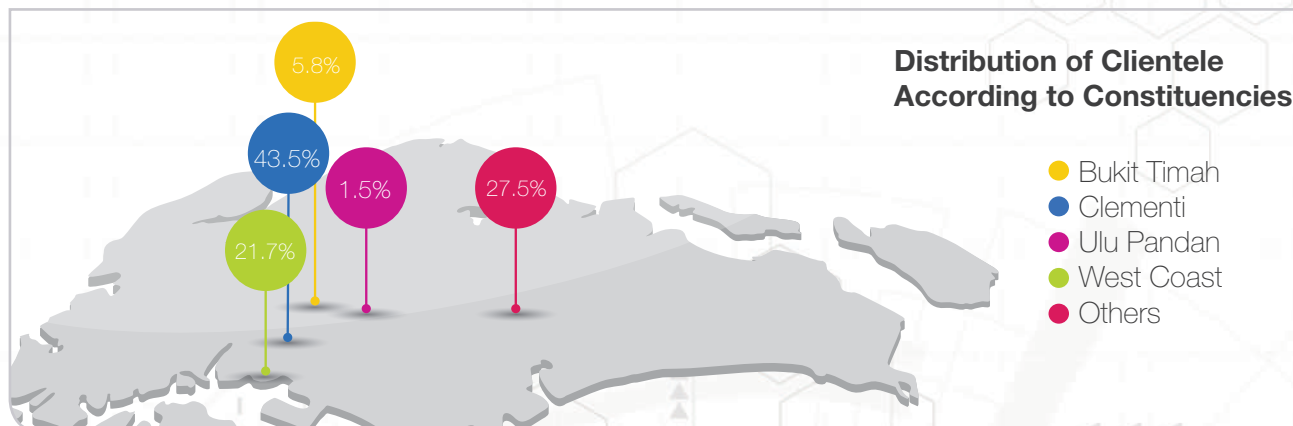 Distribution of Clientele
According to Constituencies
5.8%
43.5%
1.5%
27.5%
21.7%
Bukit Timah
Clementi
Ulu Pandan
West Coast
Others